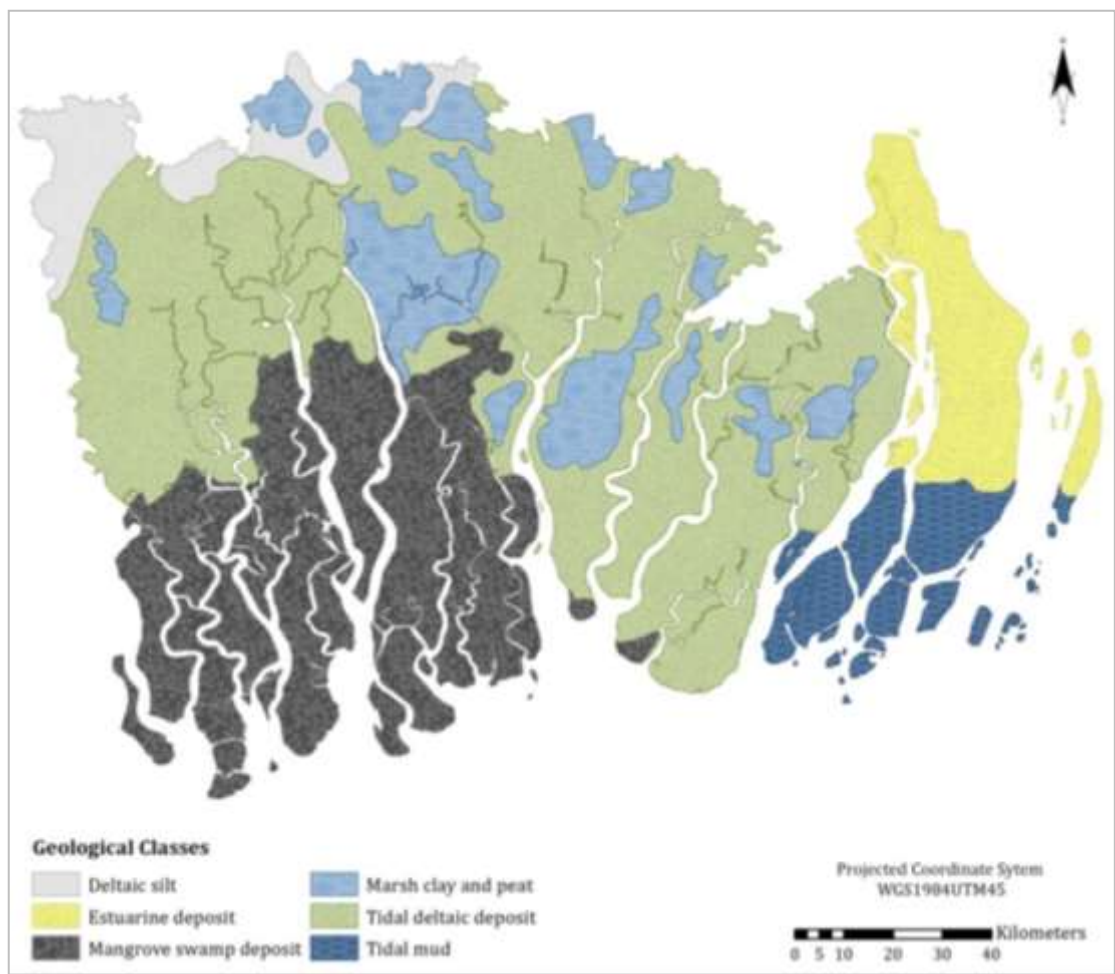 Geological Classes
Deltaic silt
Estuarine deposit
Mangrove swamp deposit
Marsh clay and peat
Tidal deltaic deposit
Tidal mud
Projected Coordinate Sytem
WGS1984UTM45
Kilometers
0 5 10 20 30 40